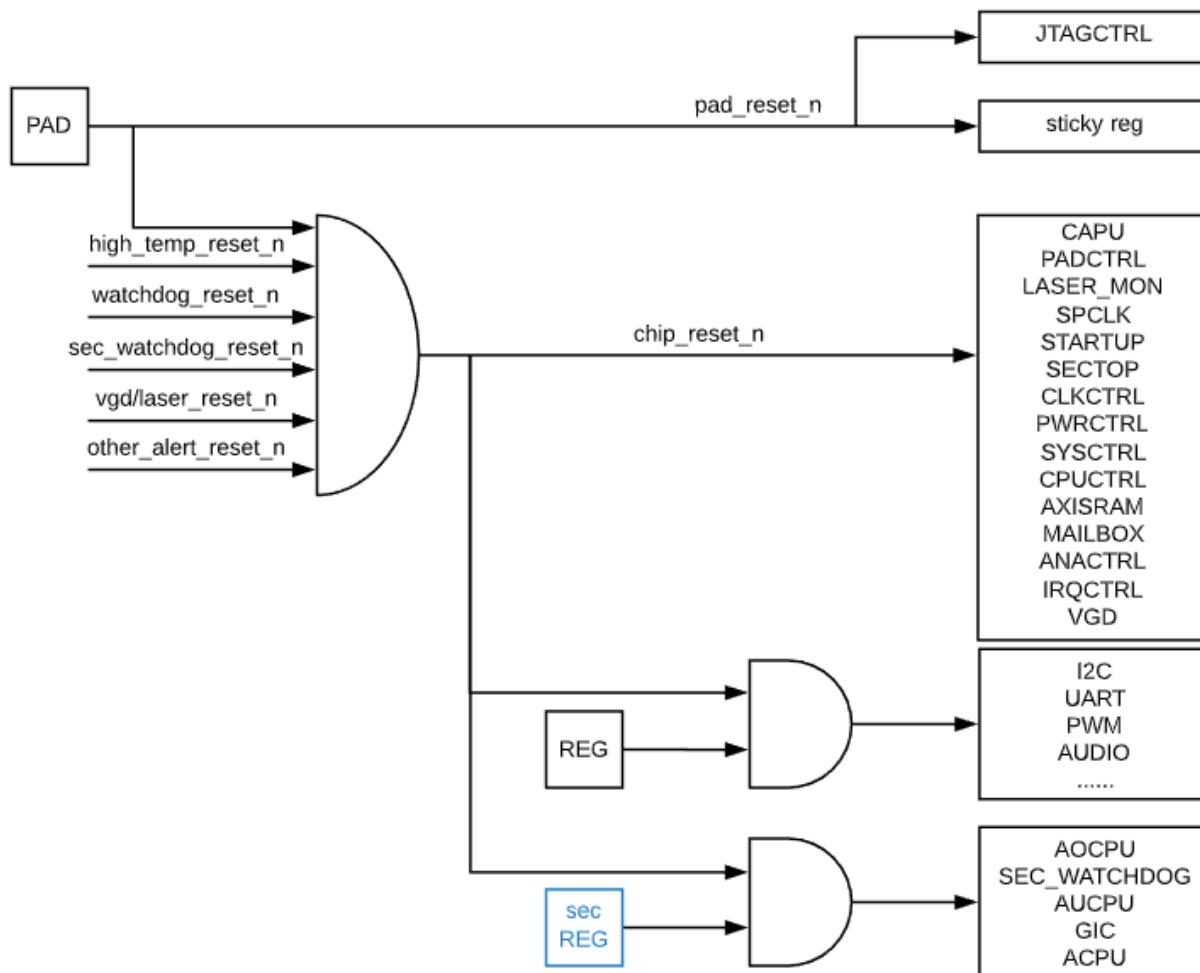 JTAGCTRL
pad_reset_n
PAD
sticky reg
high_temp_reset_n
watchdog_reset_n
sec_watchdog_reset_n
vgd/laser_reset_n
other_alert_reset_n
chip_reset_n
CAPU
PADCTRL
LASER_MON
SPCLK
STARTUP
SECTOP
CLKCTRL
PWRCTRL
SYSCTRL
CPUCTRL
AXISRAM
MAILBOX
ANACTRL
IRQCTRL
VGD
REG
I2C
UART
PWM
AUDIO
......
sec
REG
AOCPU
SEC_WATCHDOG
AUCPU
GIC
ACPU